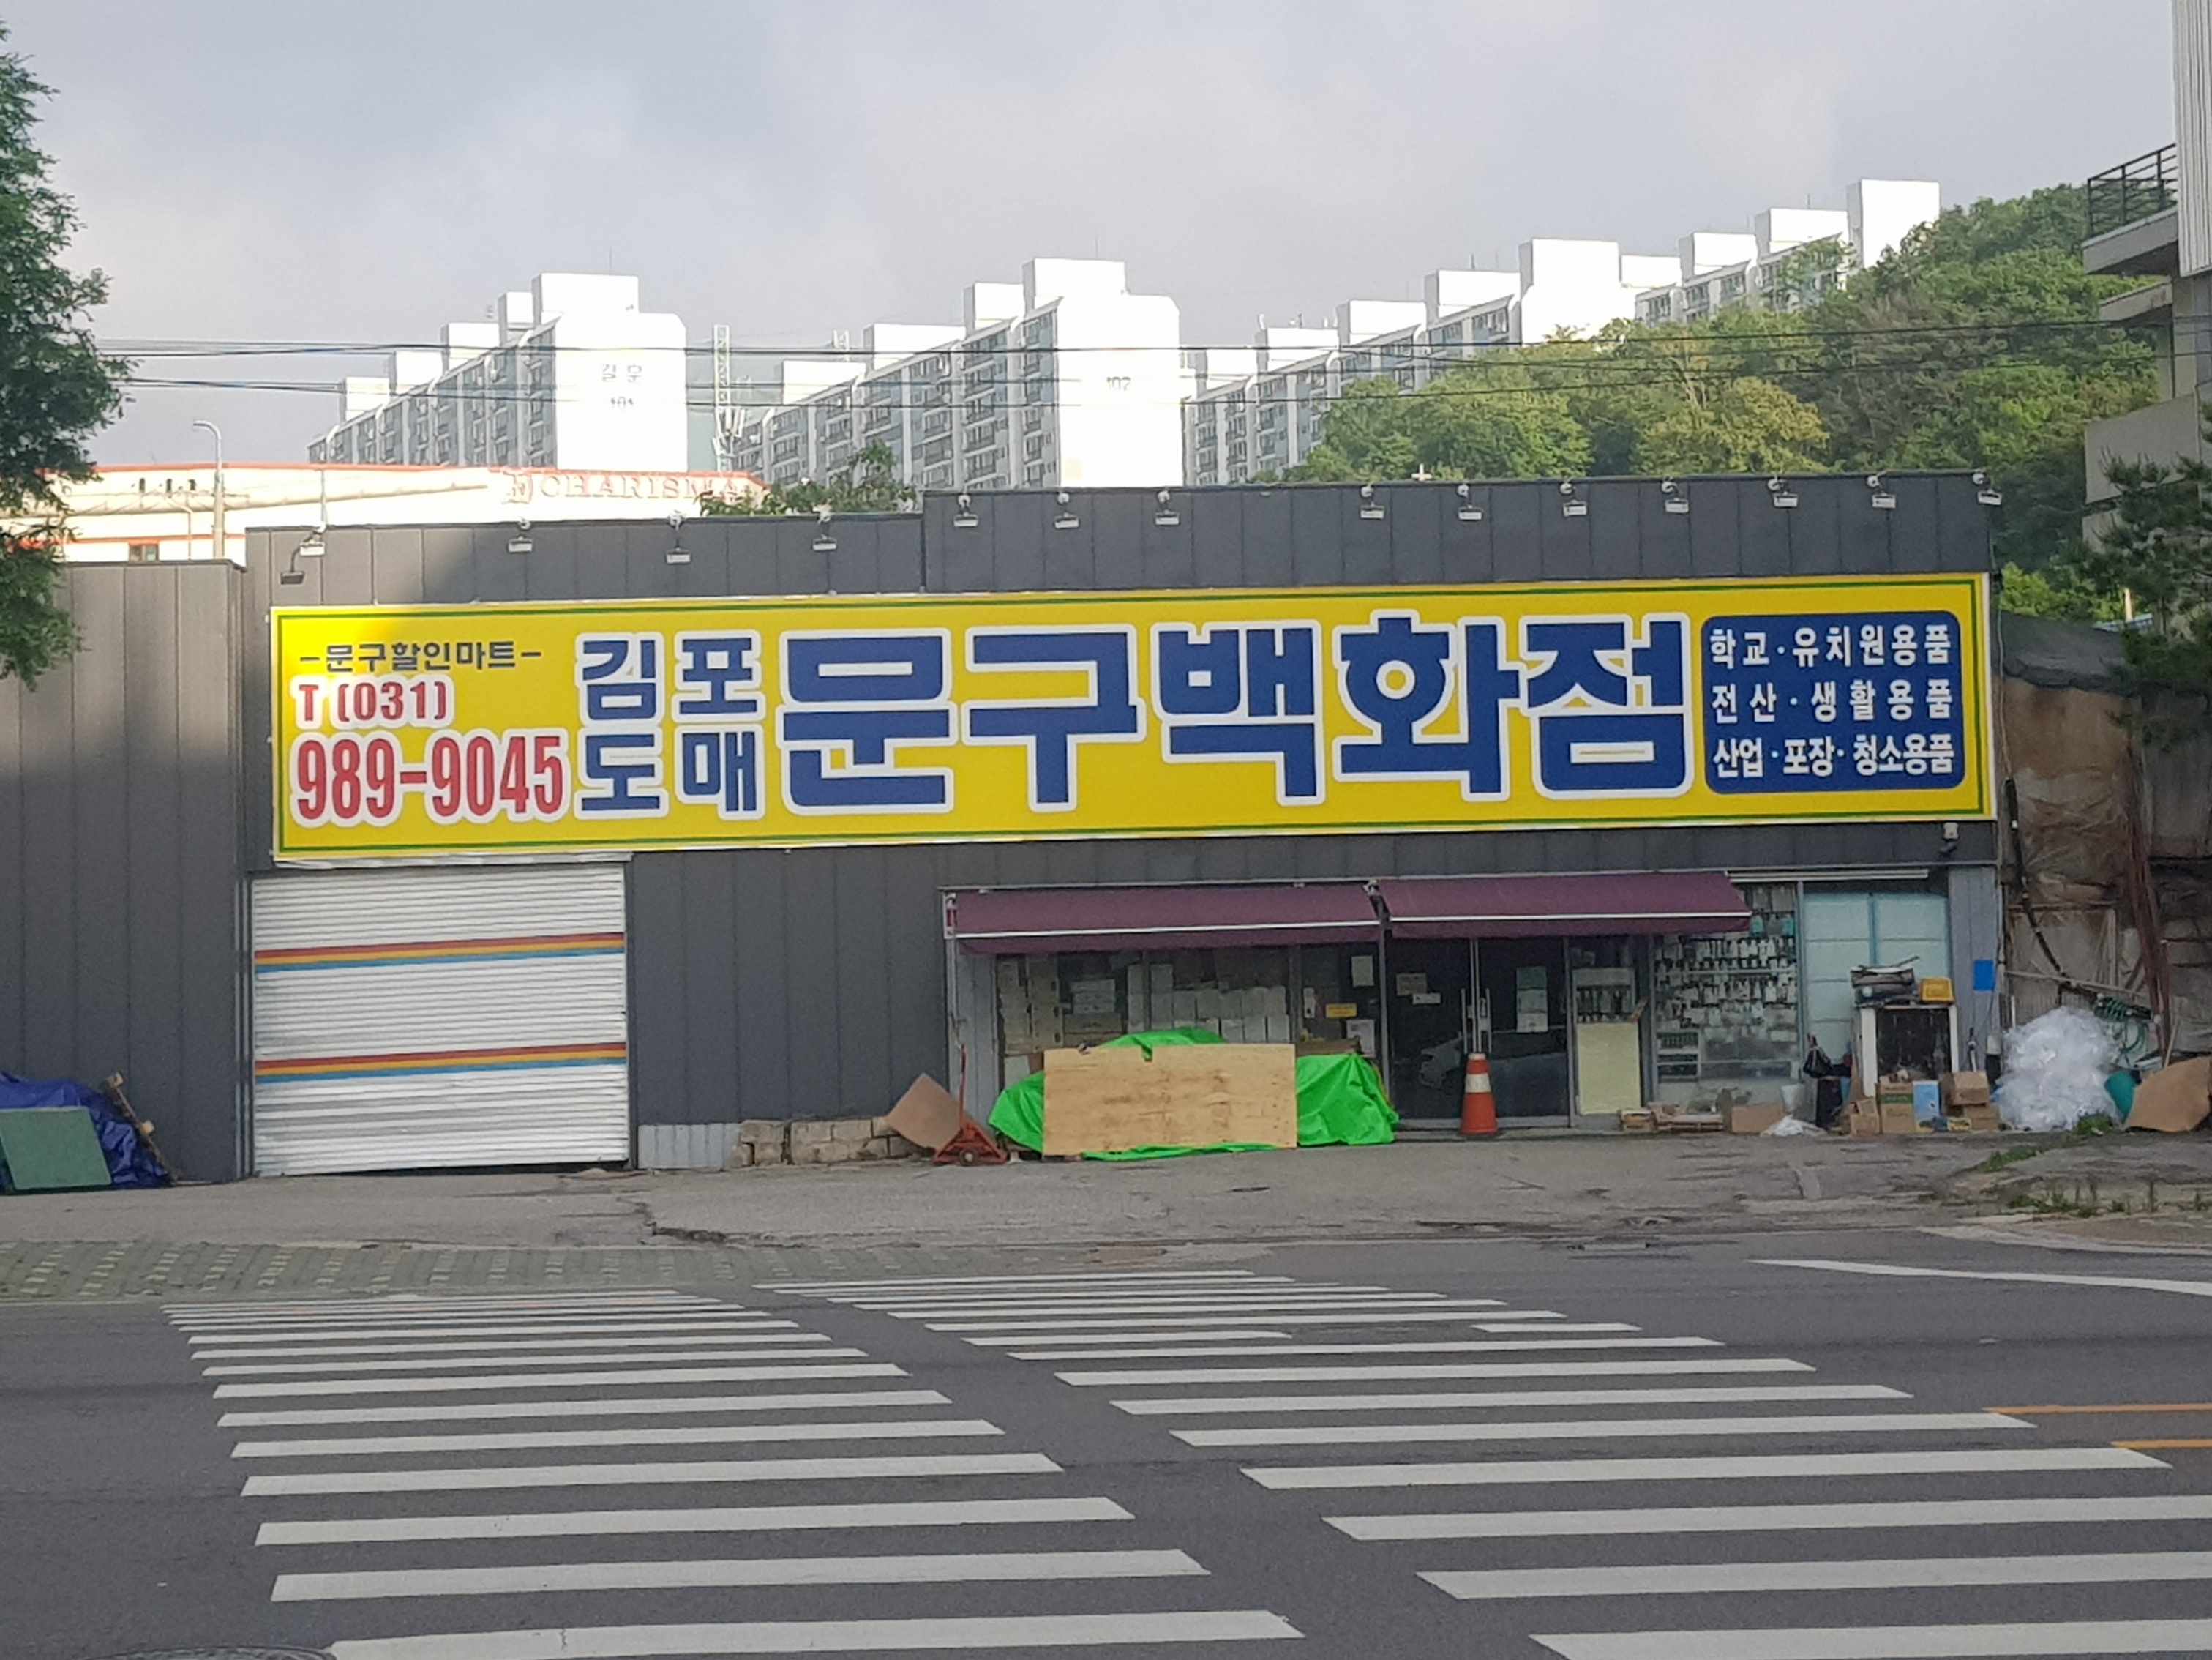 101
102
CHARISMA
-문구할인마트-
T (031)
989-9045
김포
도매
문구백화점
학교·유치원용품
전산·생활용품
산업·포장·청소용품